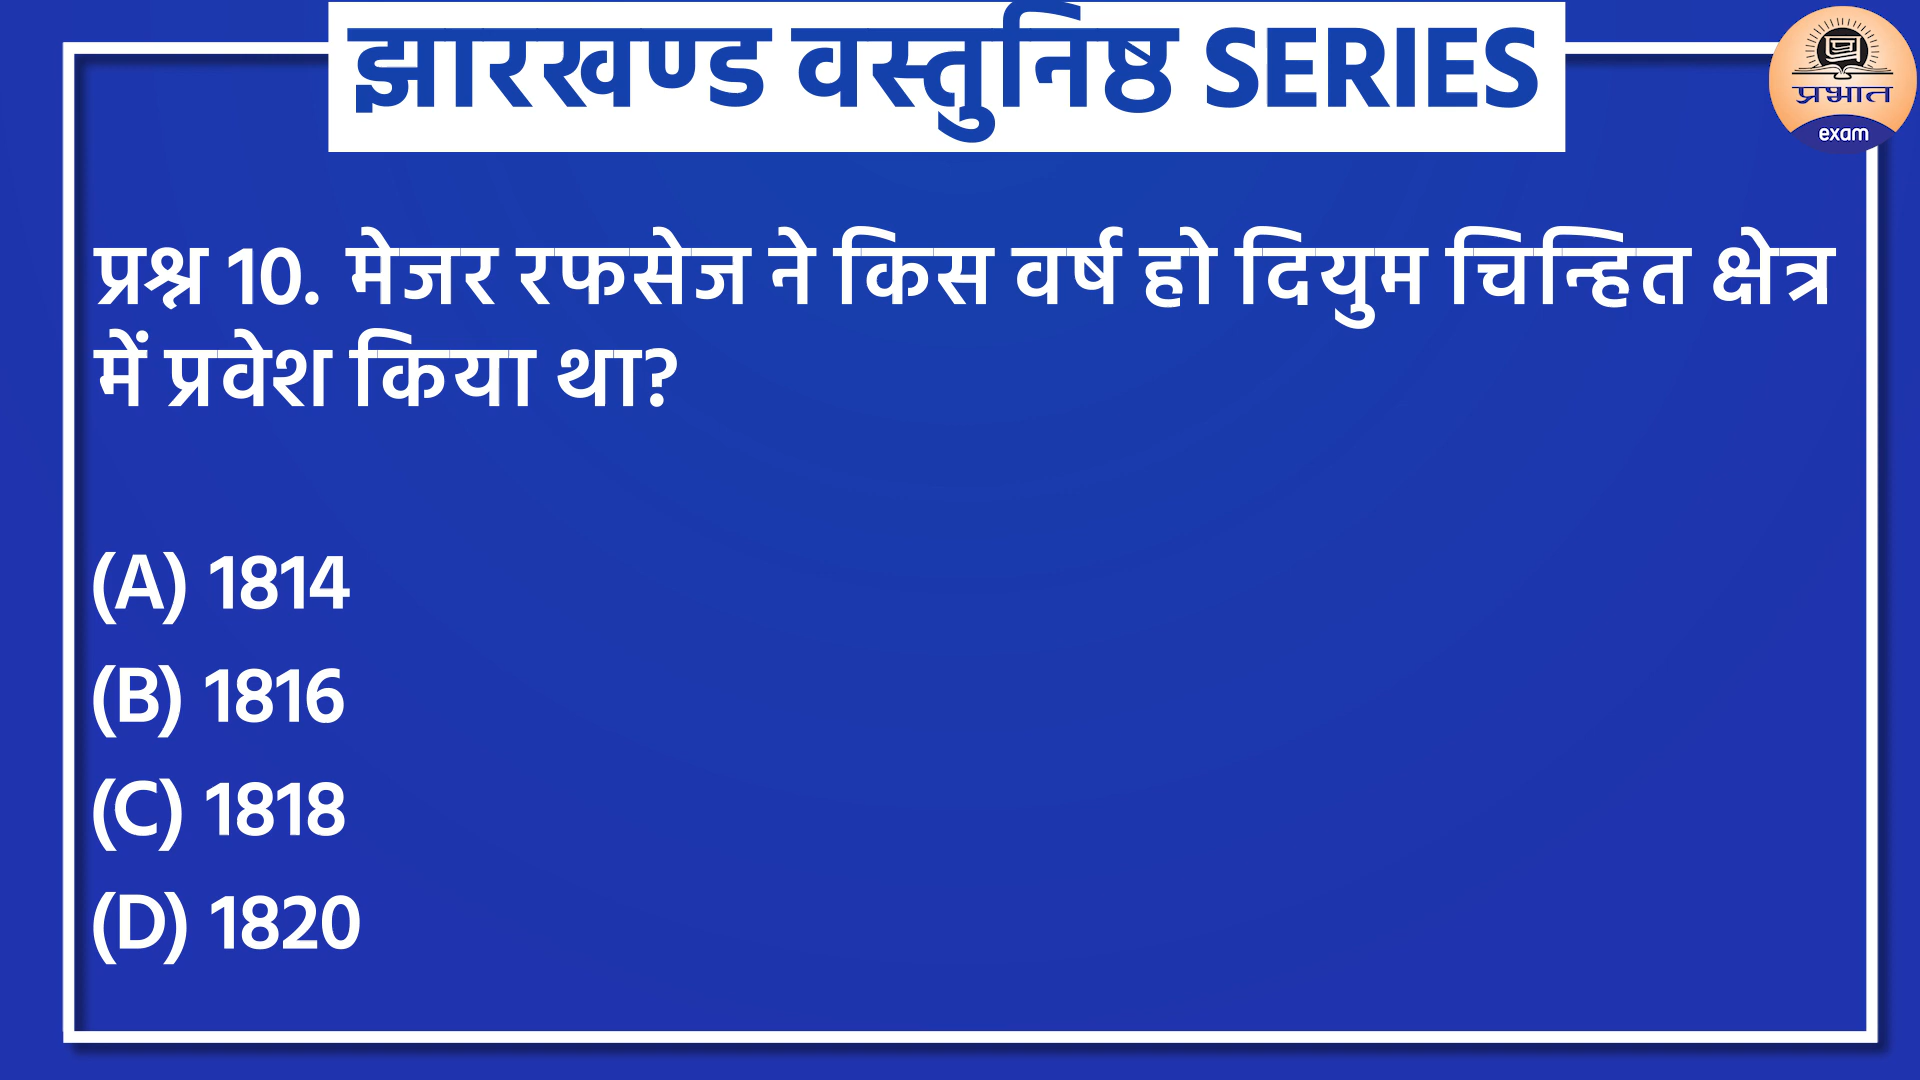 झारखण्ड वस्तुनिष्ठ SERIES
प्रभात
exam
प्रश्न 10. मेजर रफसेज ने किस वर्ष हो दियुम चिन्हित क्षेत्र
में प्रवेश किया था?
(A) 1814
(B) 1816
(C) 1818
(D) 1820